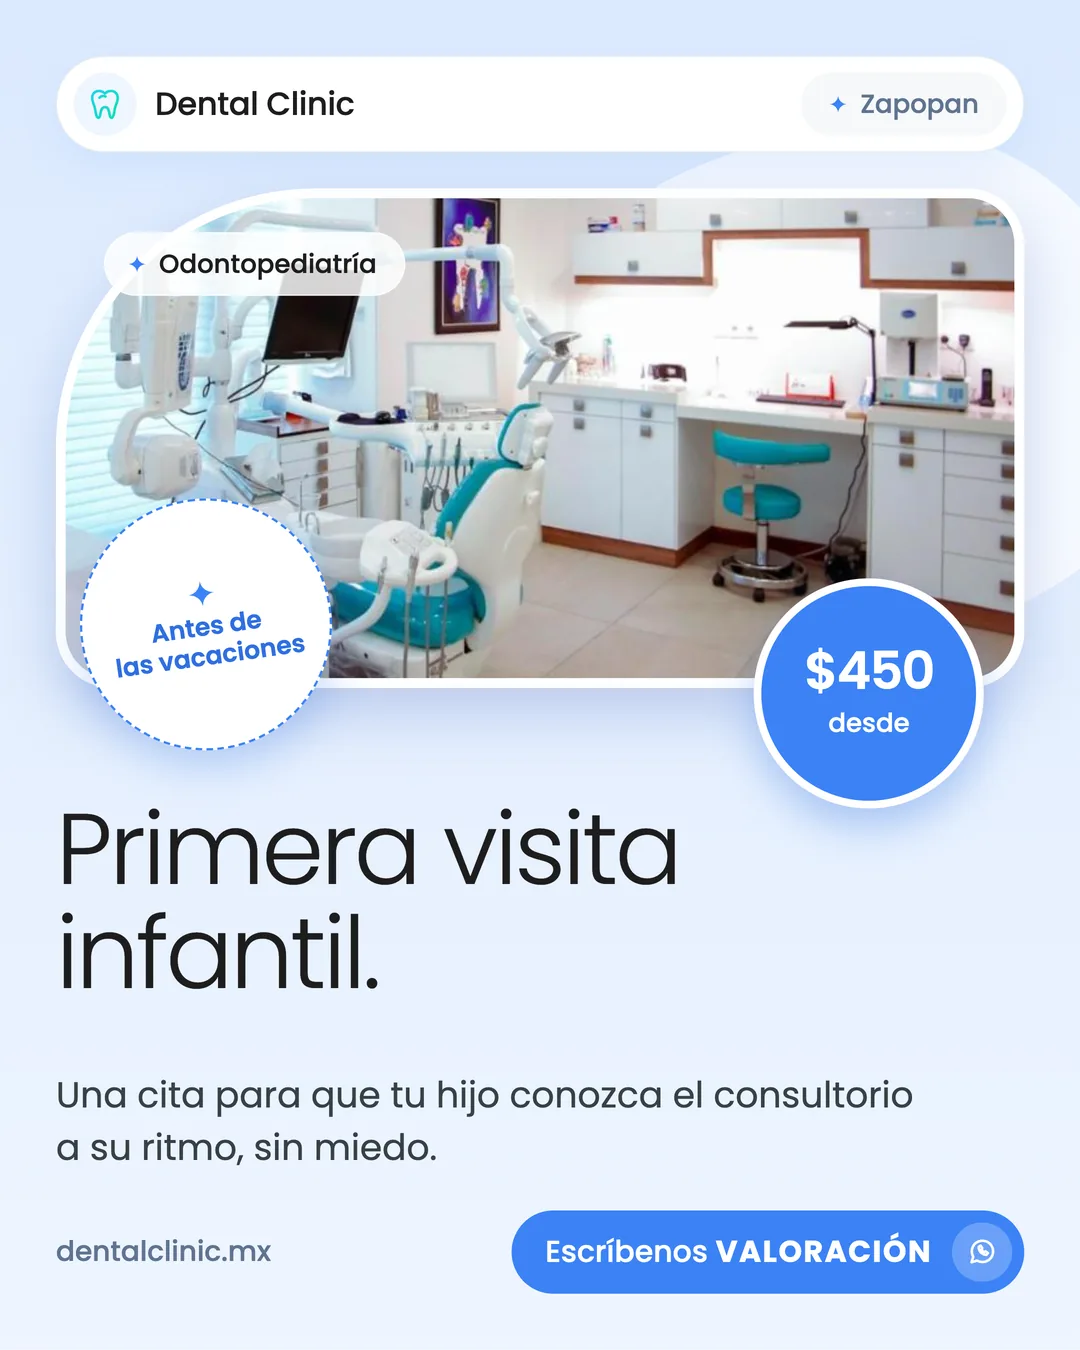 Dental Clinic
Zapopan
Odontopediatría
Antes de
las vacaciones
$450
desde
Primera visita
infantil.
Una cita para que tu hijo conozca el consultorio
a su ritmo, sin miedo.
dentalclinic.mx
Escríbenos VALORACIÓN